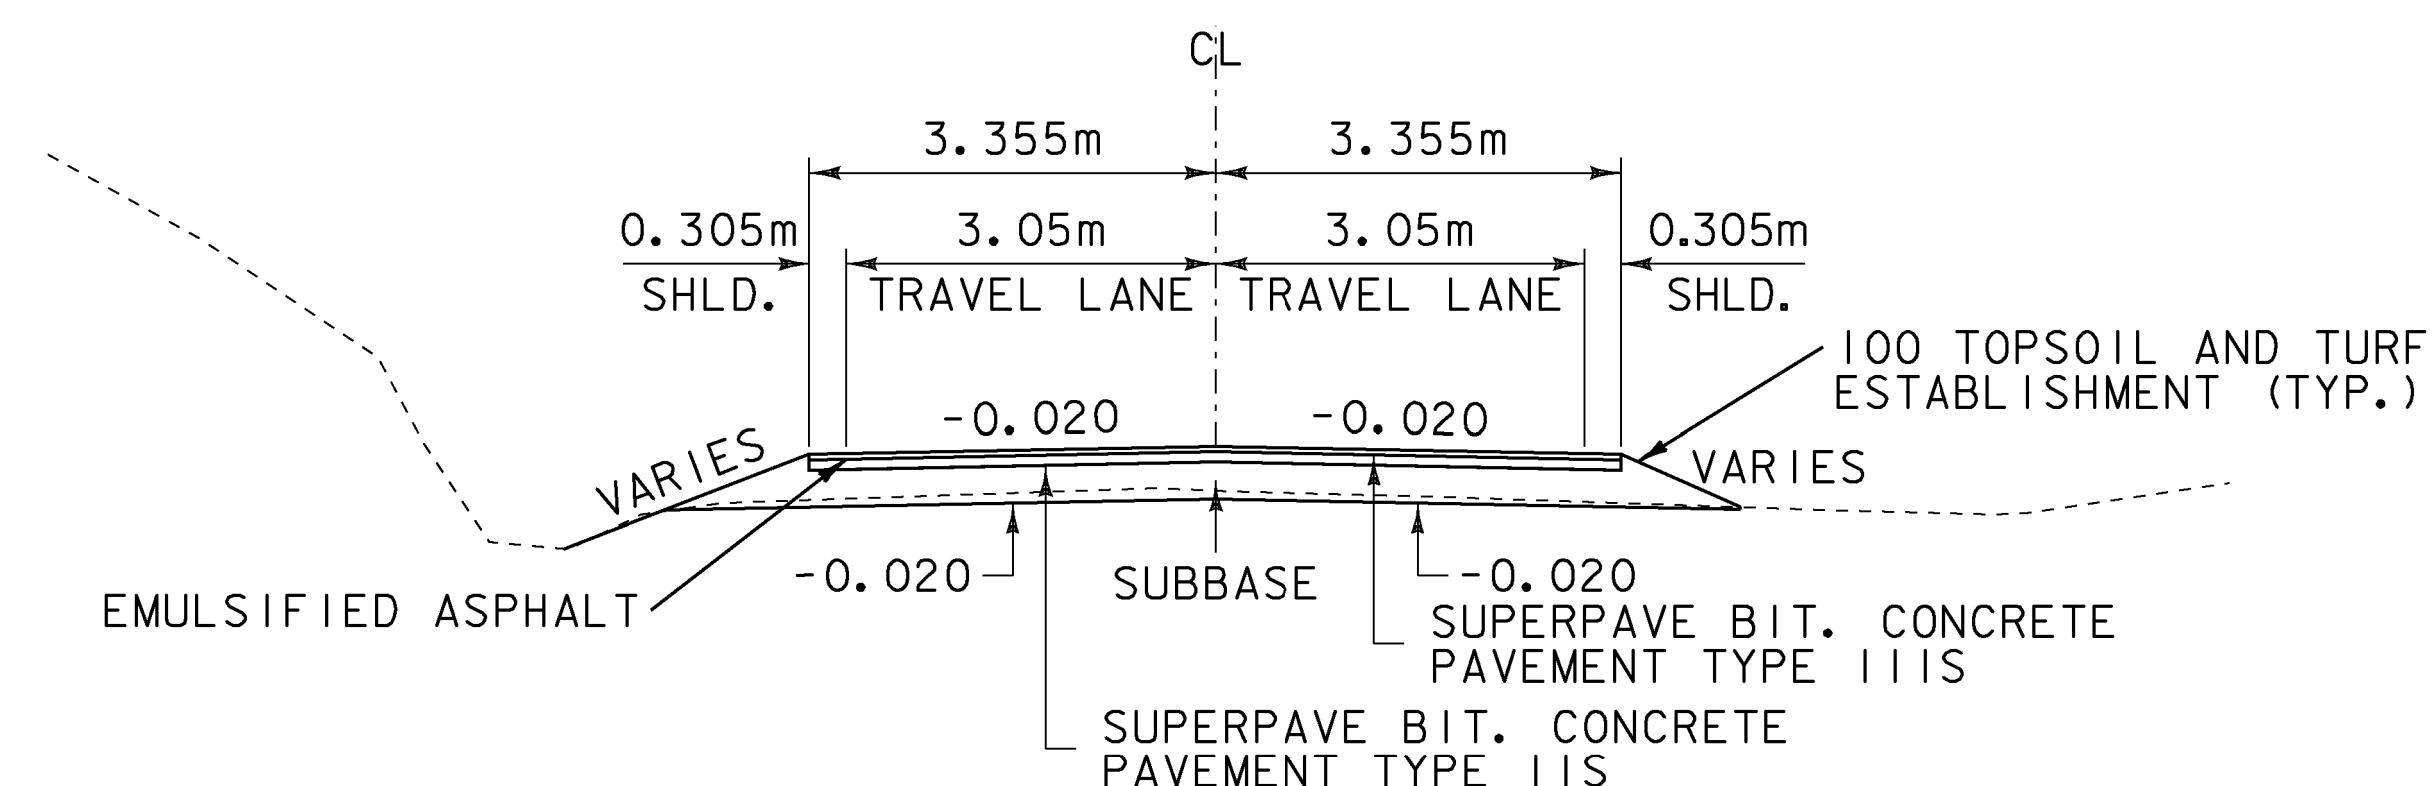 CL
3.355m 3.355m
0.305m 3.05m 3.05m 0.305m
SHLD. TRAVEL LANE TRAVEL LANE SHLD.
100 TOPSOIL AND TURF
ESTABLISHMENT (TYP.)
-0.020 -0.020
VARIES VARIES
-0.020 SUBBASE -0.020
EMULSIFIED ASPHALT
SUPERPAVE BIT. CONCRETE
PAVEMENT TYPE IIIS
SUPERPAVE BIT. CONCRETE
PAVEMENT TYPE IIS